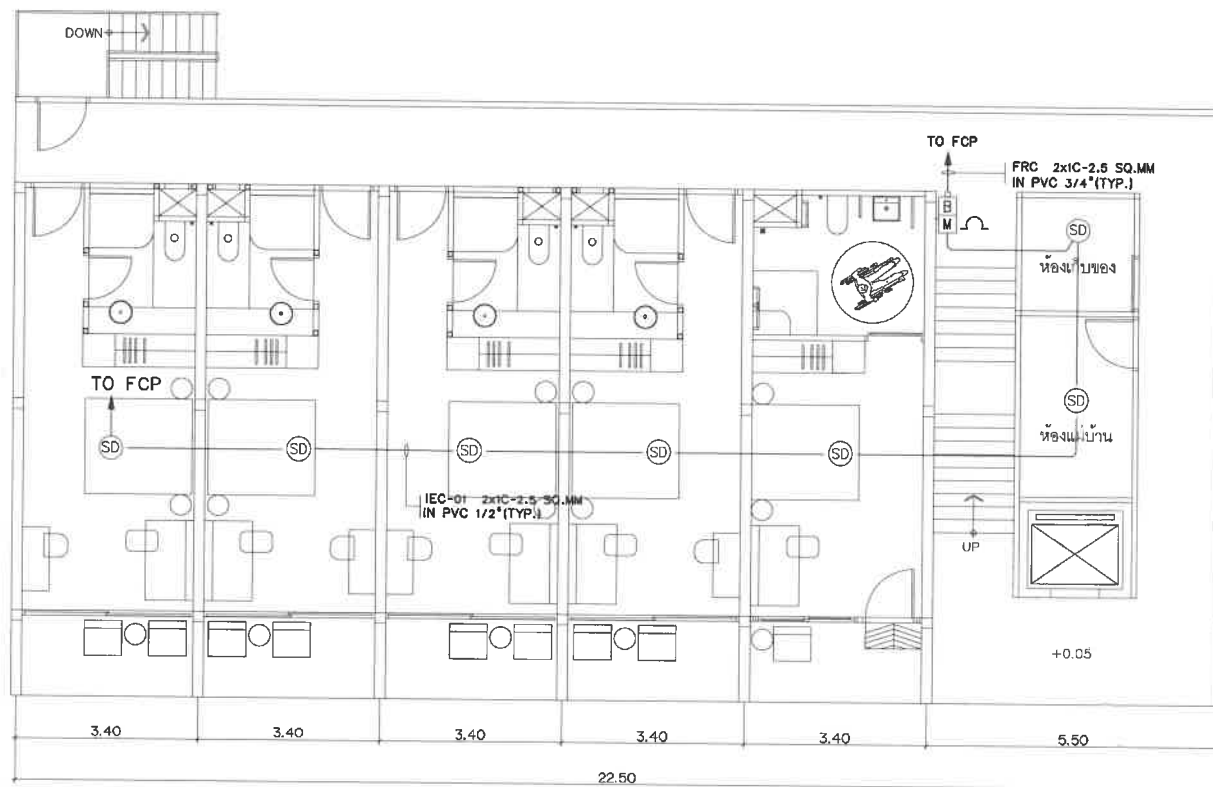 DOWN
TO FCP
FRC 2x1C-2.5 SQ.MM
IN PVC 3/4"(TYP.)
B
M
SD
ห้องเก็บของ
TO FCP
SD
SD
SD
SD
SD
SD
ห้องแม่บ้าน
IEC-01 2x1C-2.5 SQ.MM
IN PVC 1/2"(TYP.)
UP
+0.05
3.40
3.40
3.40
3.40
3.40
5.50
22.50